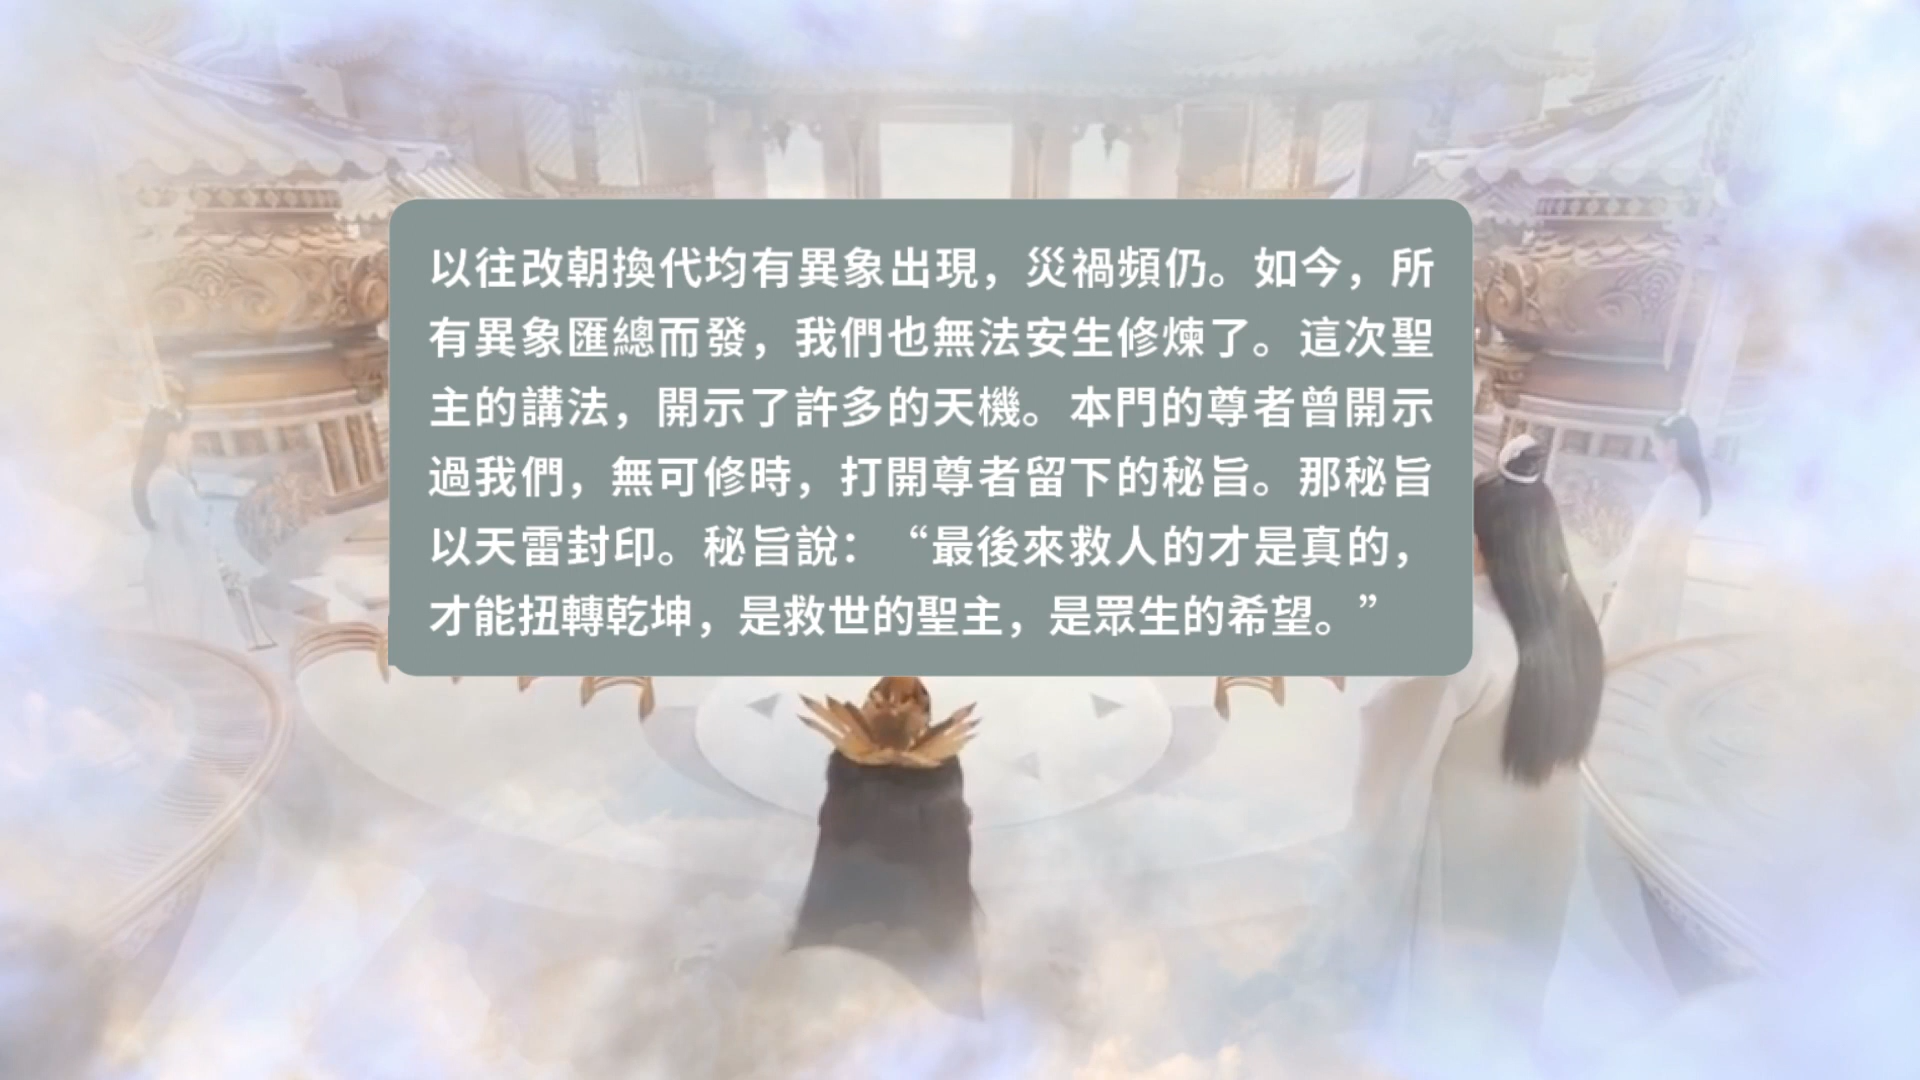 以往改朝換代均有異象出現，災禍頻仍。如今，所
有異象匯總而發，我們也無法安生修煉了。這次聖
主的講法，開示了許多的天機。本門的尊者曾開示
過我們，無可修時，打開尊者留下的秘旨。那秘旨
以天雷封印。秘旨說：“最後來救人的才是真的，
才能扭轉乾坤，是救世的聖主，是眾生的希望。”